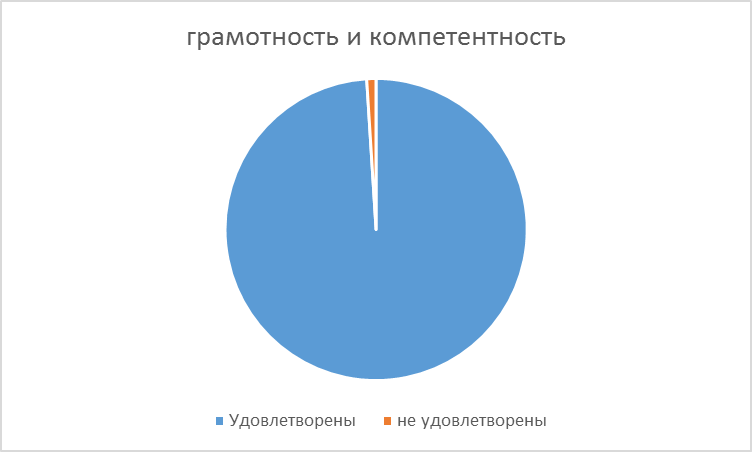 грамотность и компетентность
Удовлетворены не удовлетворены